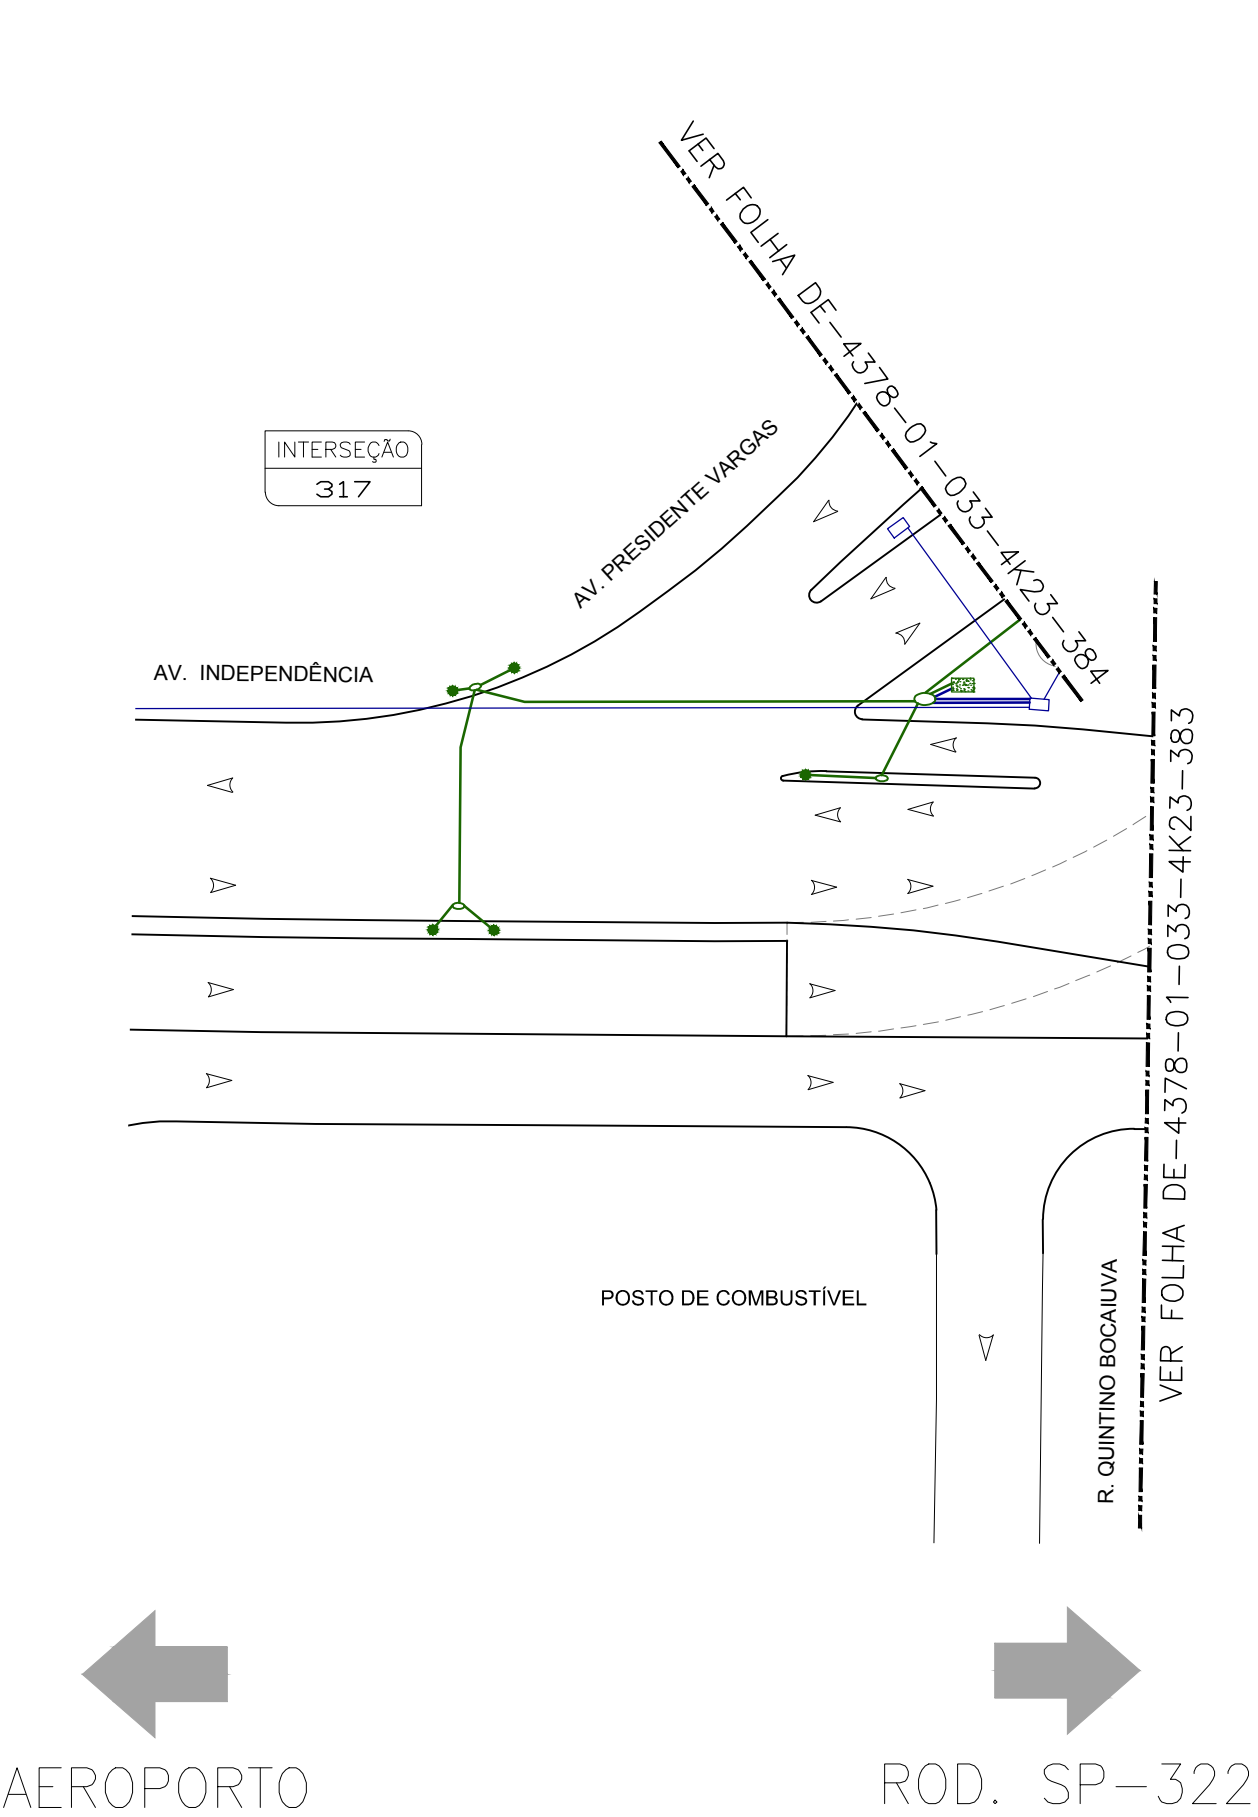 VER FOLHA DE-4378-01-033-4K23-384
INTERSEÇÃO
317
AV. PRESIDENTE VARGAS
AV. INDEPENDÊNCIA
VER FOLHA DE-4378-01-033-4K23-383
POSTO DE COMBUSTÍVEL
R. QUINTINO BOCAIUVA
AEROPORTO
ROD. SP-322